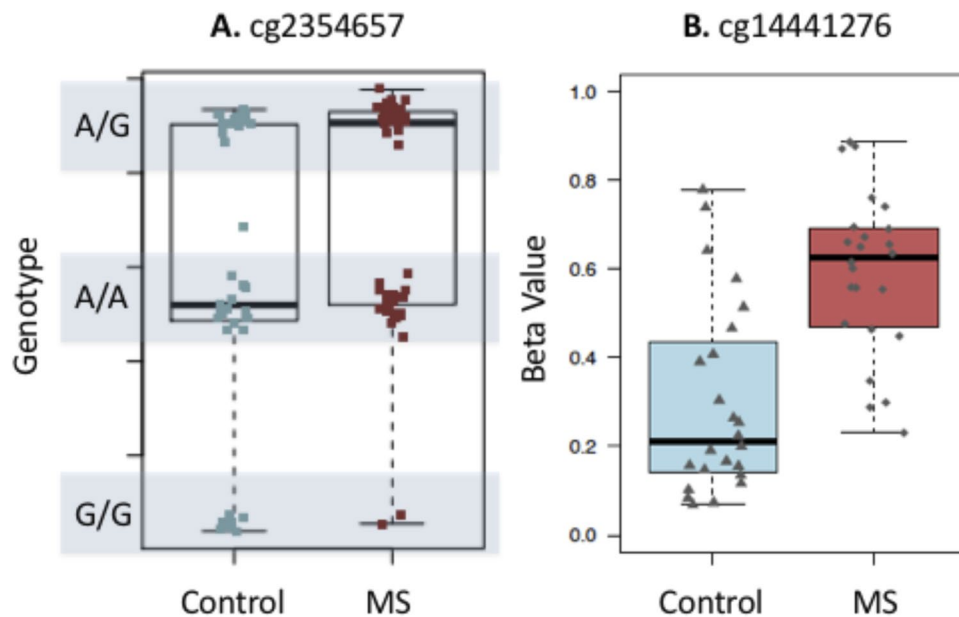 A. cg2354657
Genotype
A/G
A/A
G/G
Control
MS
B. cg14441276
Beta Value
1.0
0.8
0.6
0.4
0.2
0.0
Control
MS